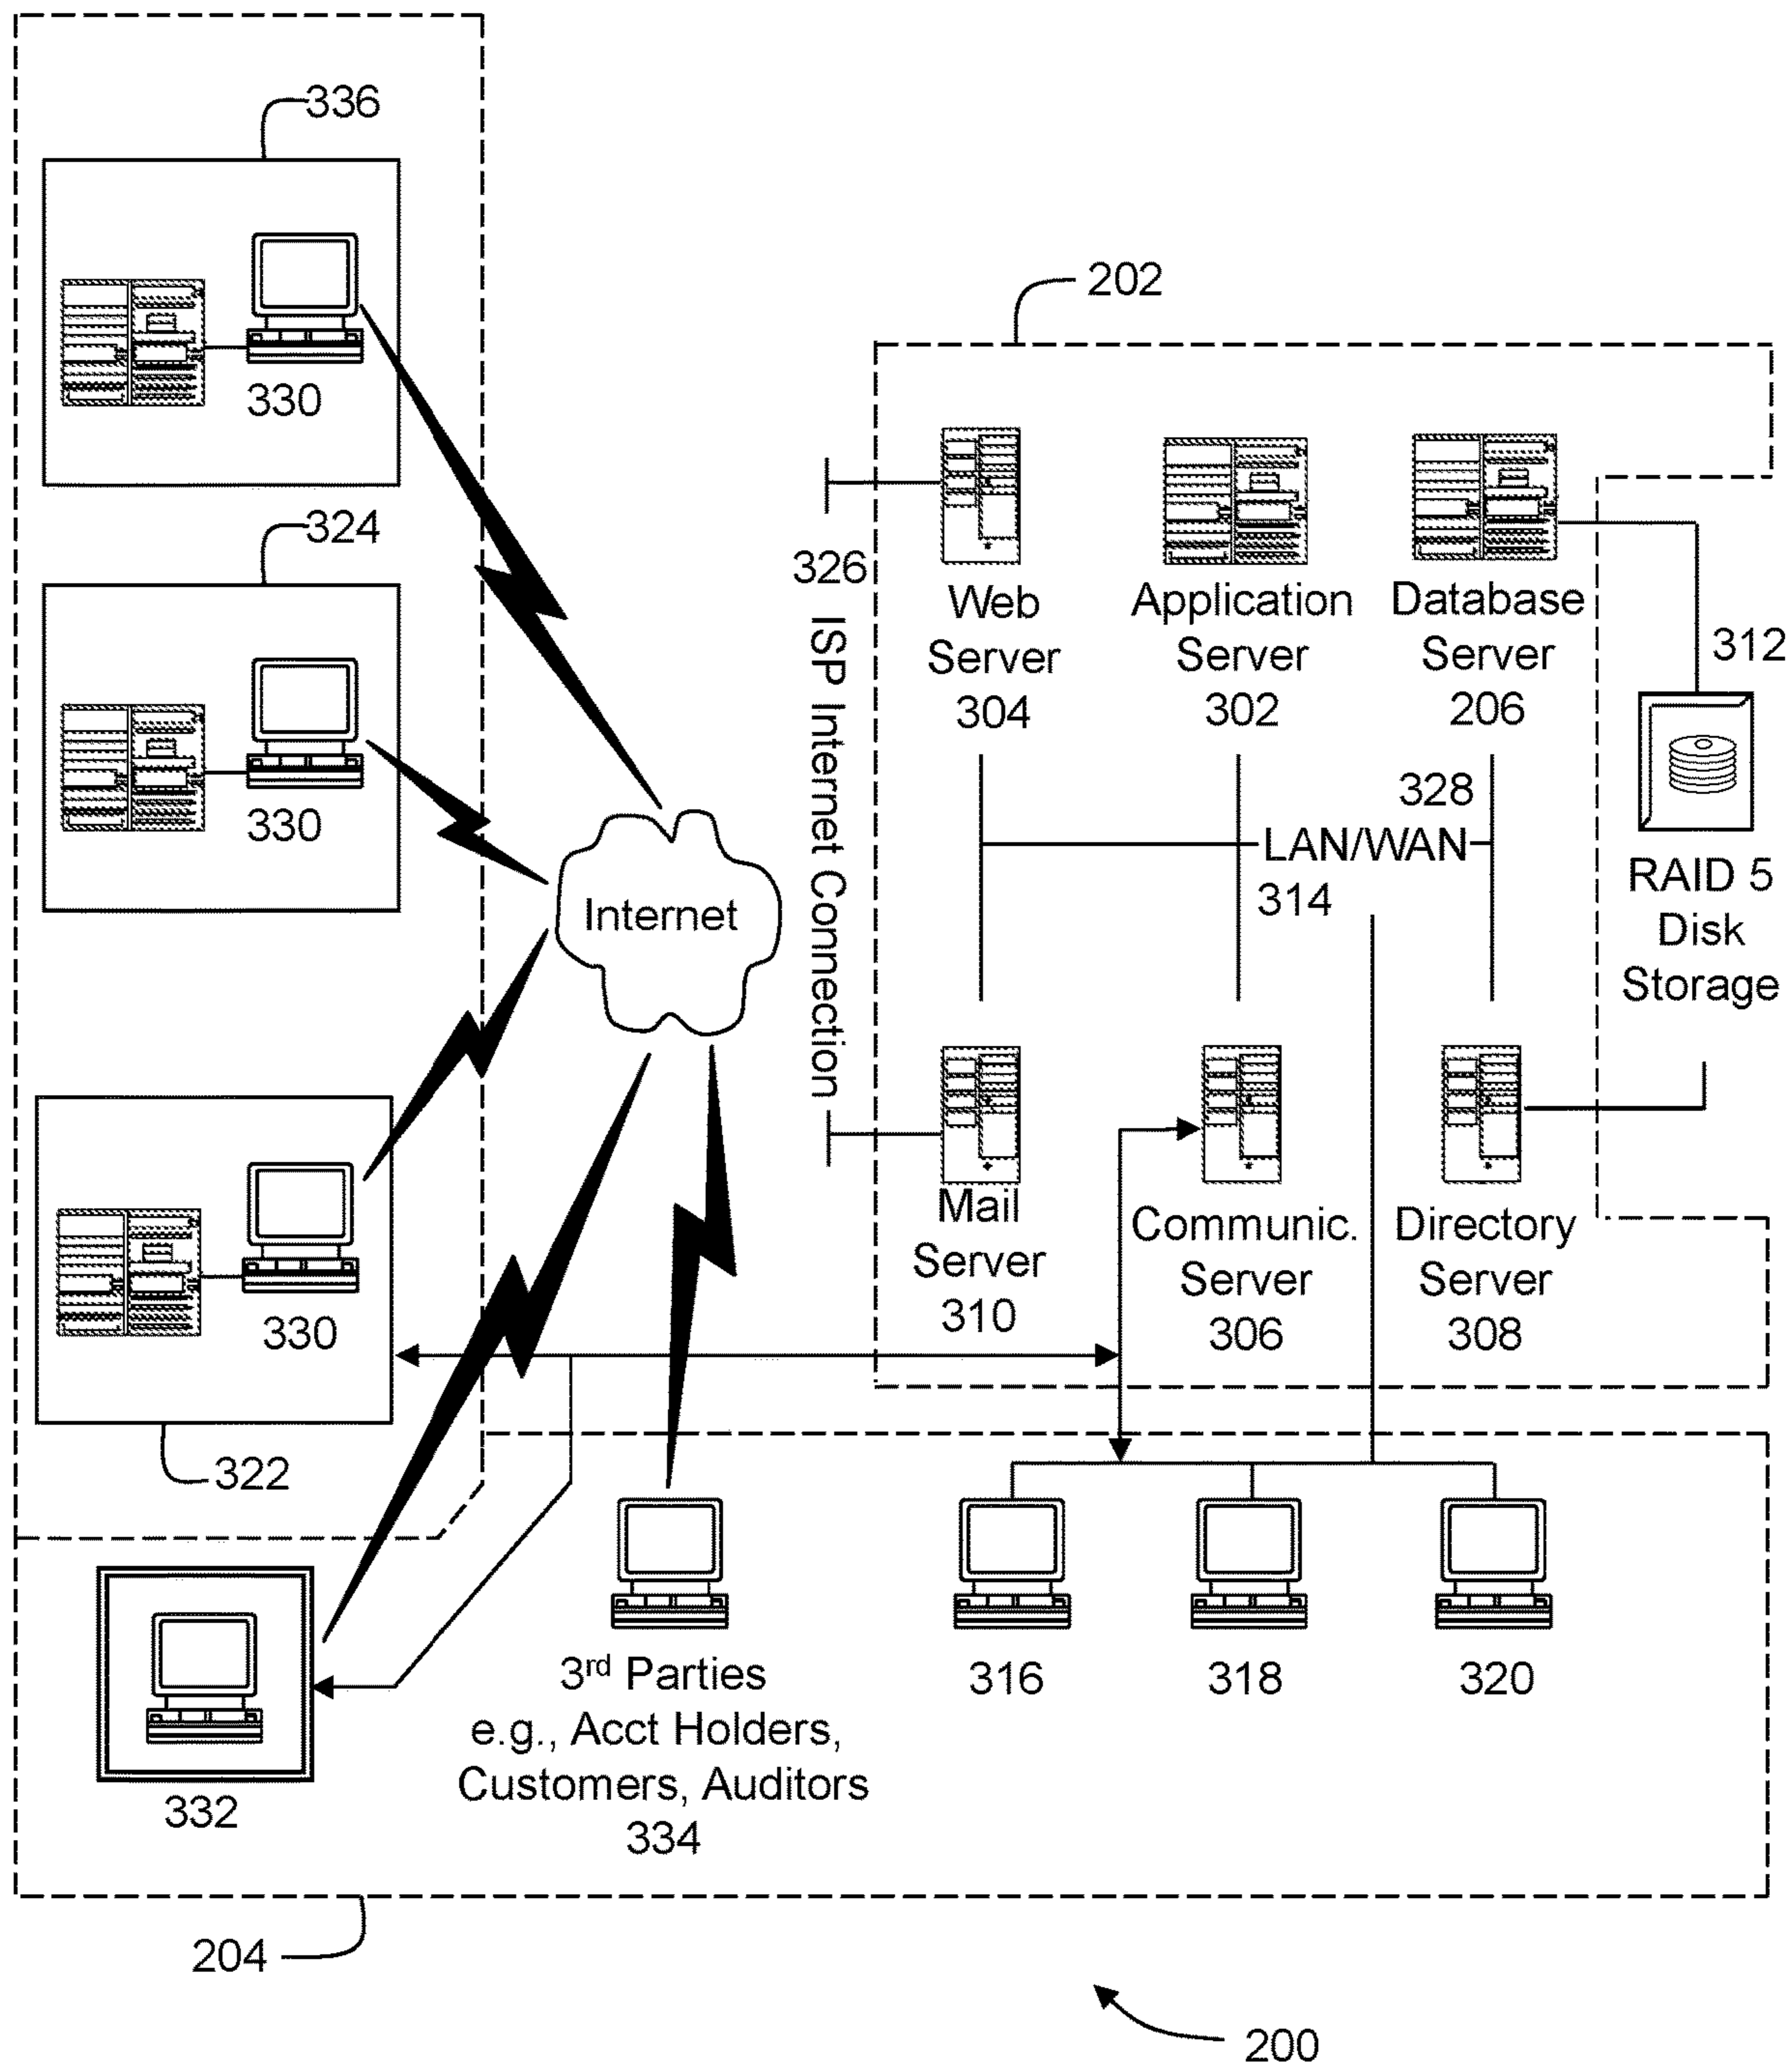 336
330
324
330
330
322
332
Internet
202
326 ISP Internet Connection
Web
Server
304
Application
Server
302
Database
Server
206
312
RAID 5
Disk
Storage
328
LAN/WAN
314
Mail
Server
310
Communic.
Server
306
Directory
Server
308
3rd Parties
e.g., Acct Holders,
Customers, Auditors
334
316
318
320
204
200